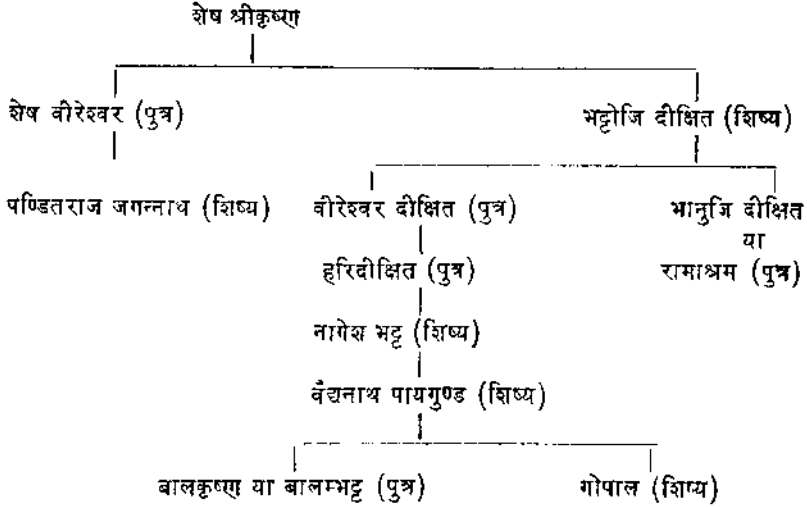 शेष श्रीकृष्ण
शेष वीरेश्वर (पुत्र)
भट्टोजि दीक्षित (शिष्य)
पण्डितराज जगन्नाथ (शिष्य)
वीरेश्वर दीक्षित (पुत्र)
भानुजि दीक्षित
या
रामाश्रम (पुत्र)
हरिदीक्षित (पुत्र)
नागेश भट्ट (शिष्य)
वैद्यनाथ पायगुण्ड (शिष्य)
बालकृष्ण या बालम्भट्ट (पुत्र)
गोपाल (शिष्य)